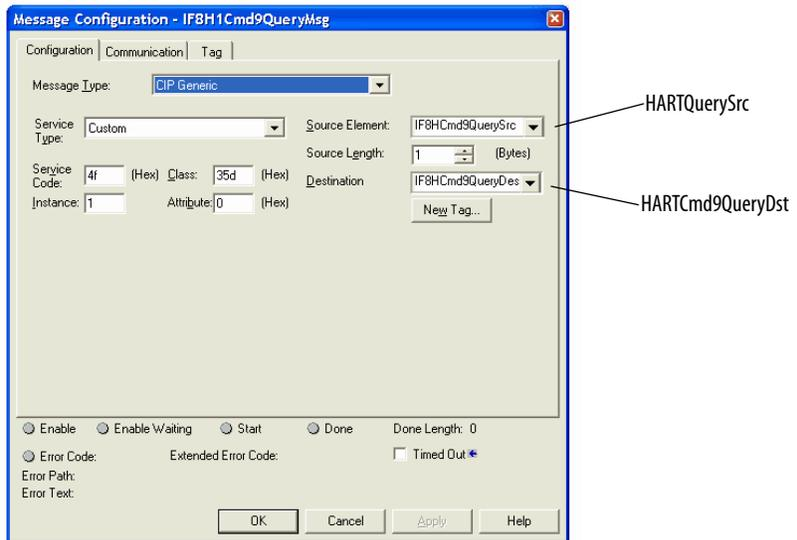 Message Configuration - IF8H1Cmd9QueryMsg
Configuration Communication Tag
Message Type: CIP Generic
Service Type: Custom
Source Element: IF8HCmd9QuerySrc
HARTQuerySrc
Source Length: 1 (Bytes)
Service Code: 4f (Hex) Class: 35d (Hex)
Destination IF8HCmd9QueryDes
HARTCmd9QueryDst
Instance: 1 Attribute: 0 (Hex)
New Tag...
Enable Enable Waiting Start Done Done Length: 0
Error Code: Extended Error Code: Timed Out
Error Path:
Error Text:
OK Cancel Apply Help